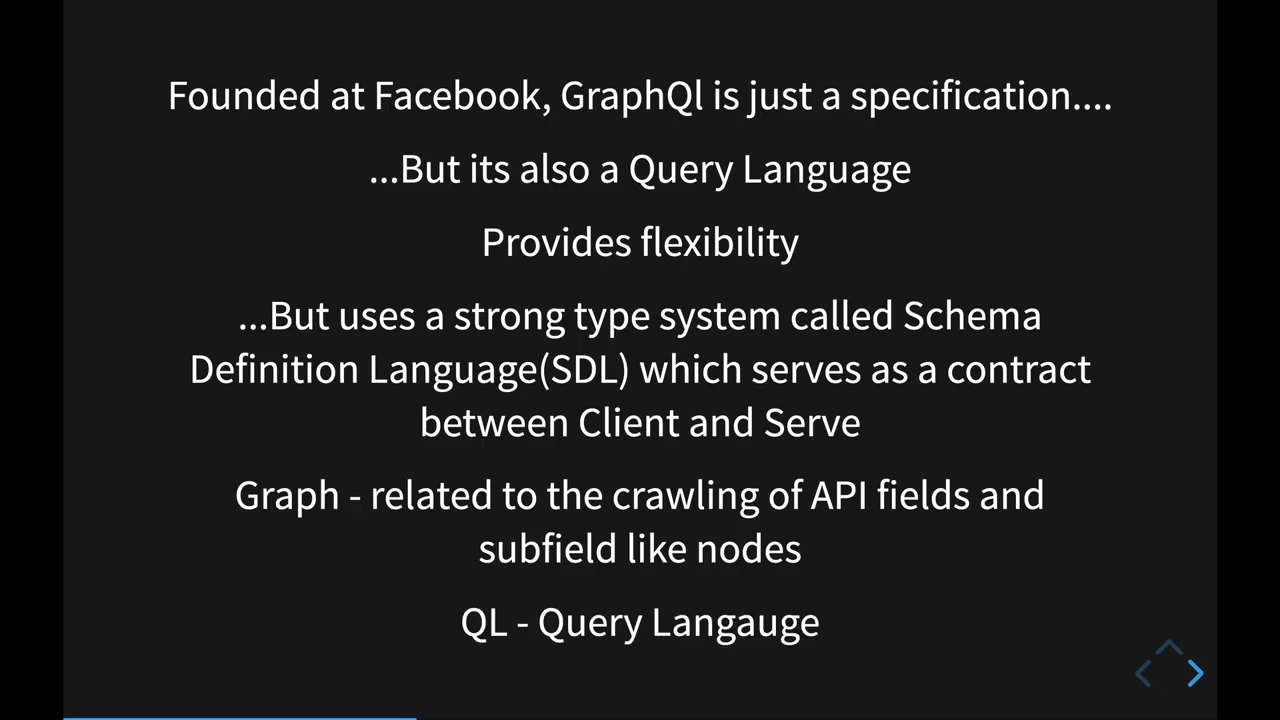 Founded at Facebook, GraphQl is just a specification....
...But its also a Query Language
Provides flexibility
...But uses a strong type system called Schema
Definition Language(SDL) which serves as a contract
between Client and Serve
Graph - related to the crawling of API fields and
subfield like nodes
QL - Query Langauge